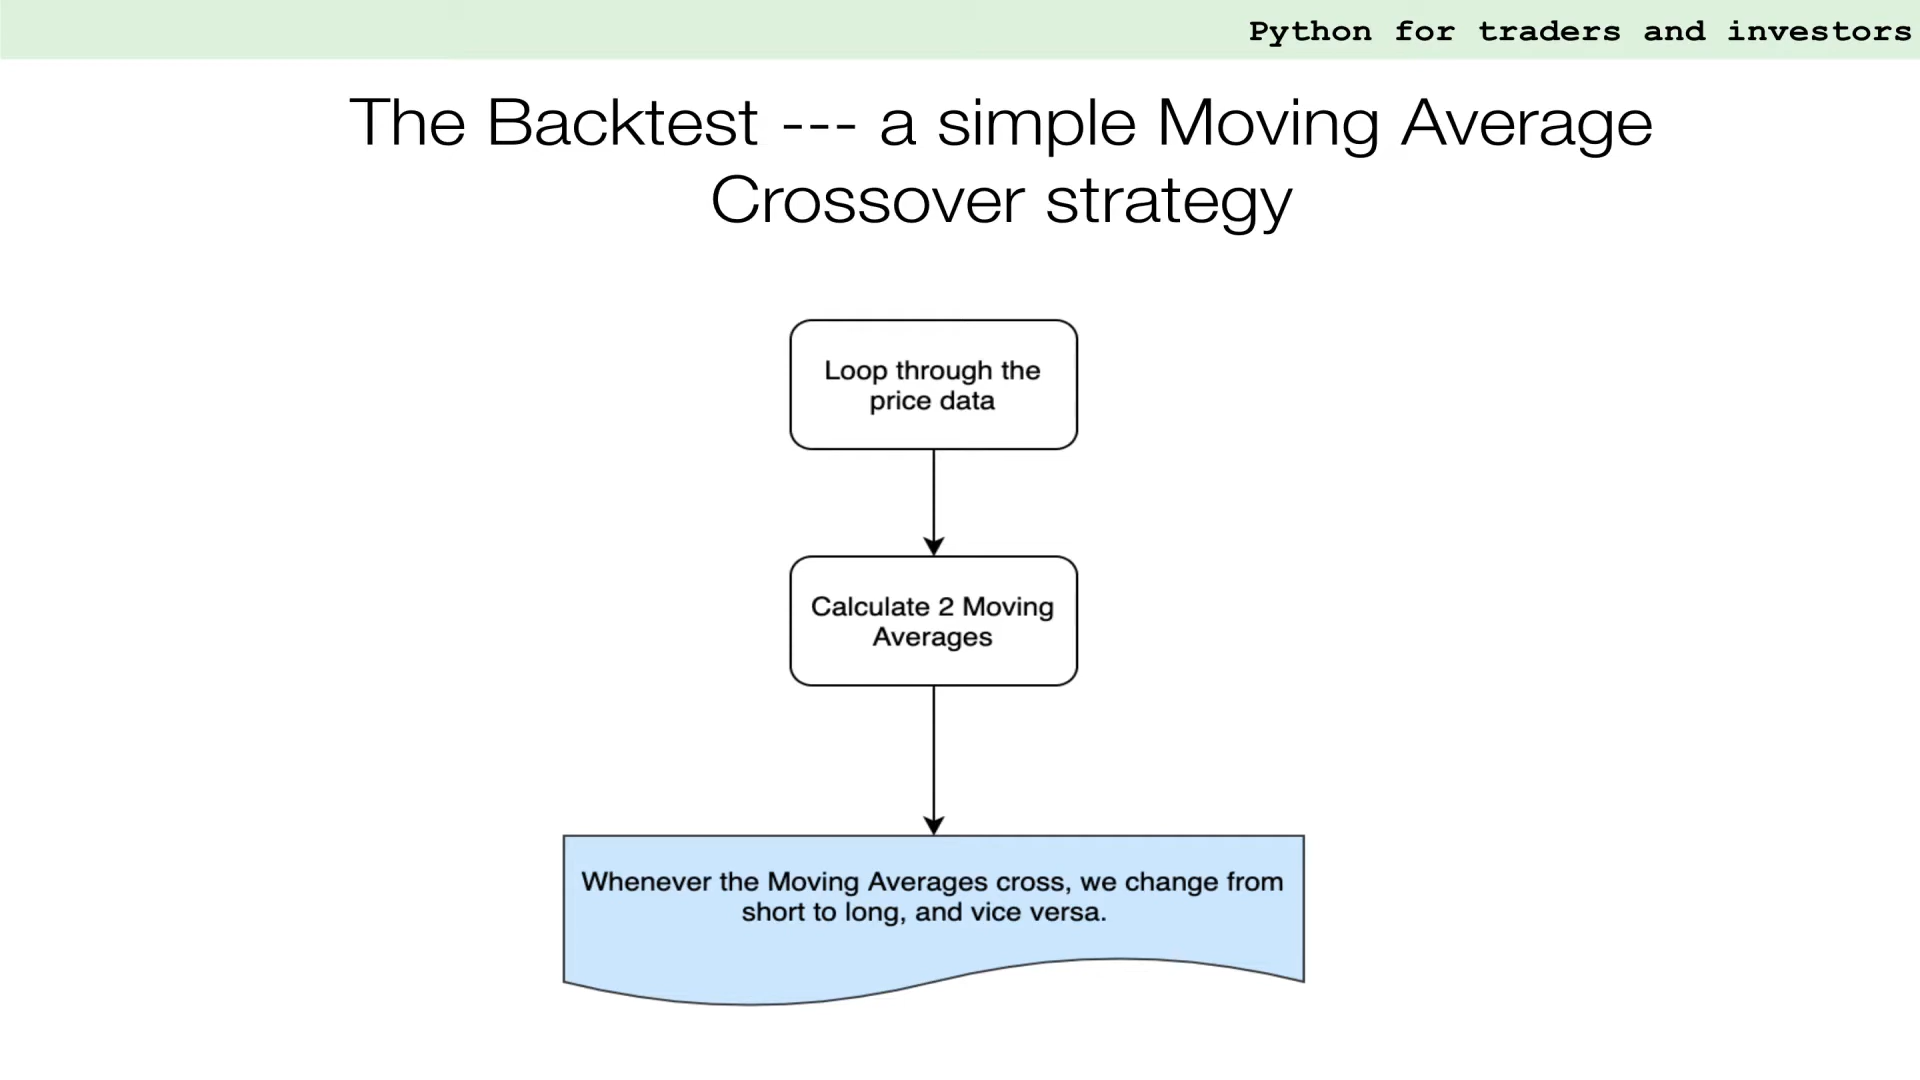 Python for traders and investors
The Backtest --- a simple Moving Average
Crossover strategy
Loop through the
price data
Calculate 2 Moving
Averages
Whenever the Moving Averages cross, we change from
short to long, and vice versa.